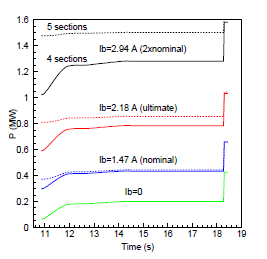 1.6
5 sections
1.4
Ib=2.94 A (2xnominal)
4 sections
1.2
1
Ib=2.18 A (ultimate)
P (MW)
0.8
0.6
Ib=1.47 A (nominal)
0.4
Ib=0
0.2
0
11 12 13 14 15 16 17 18 19
Time (s)